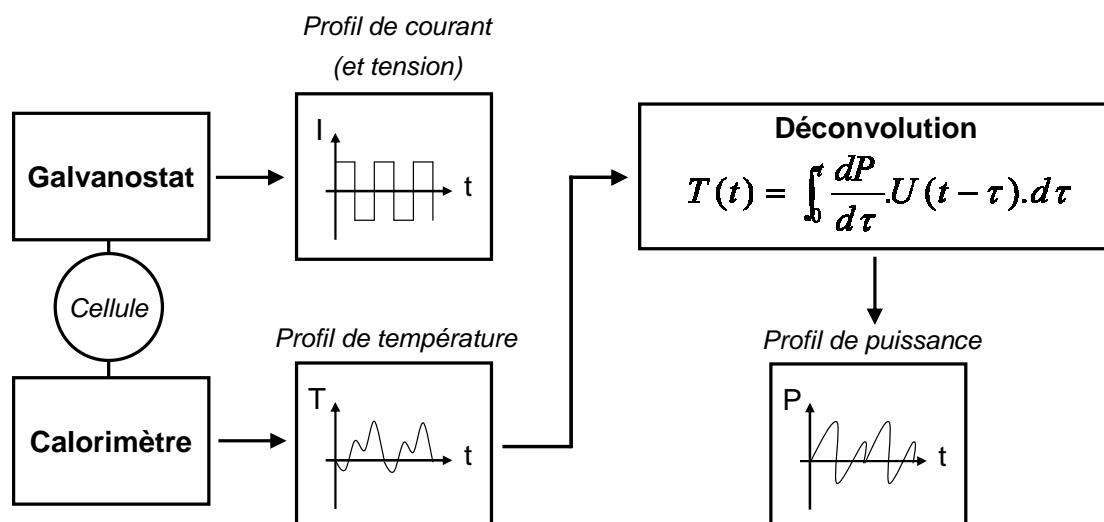 Profil de courant
(et tension)
Galvanostat
I
t
Déconvolution
T(t) = ∫₀ᵗ dP/dτ .U(t−τ).dτ
Cellule
Profil de température
Profil de puissance
Calorimètre
T
t
P
t